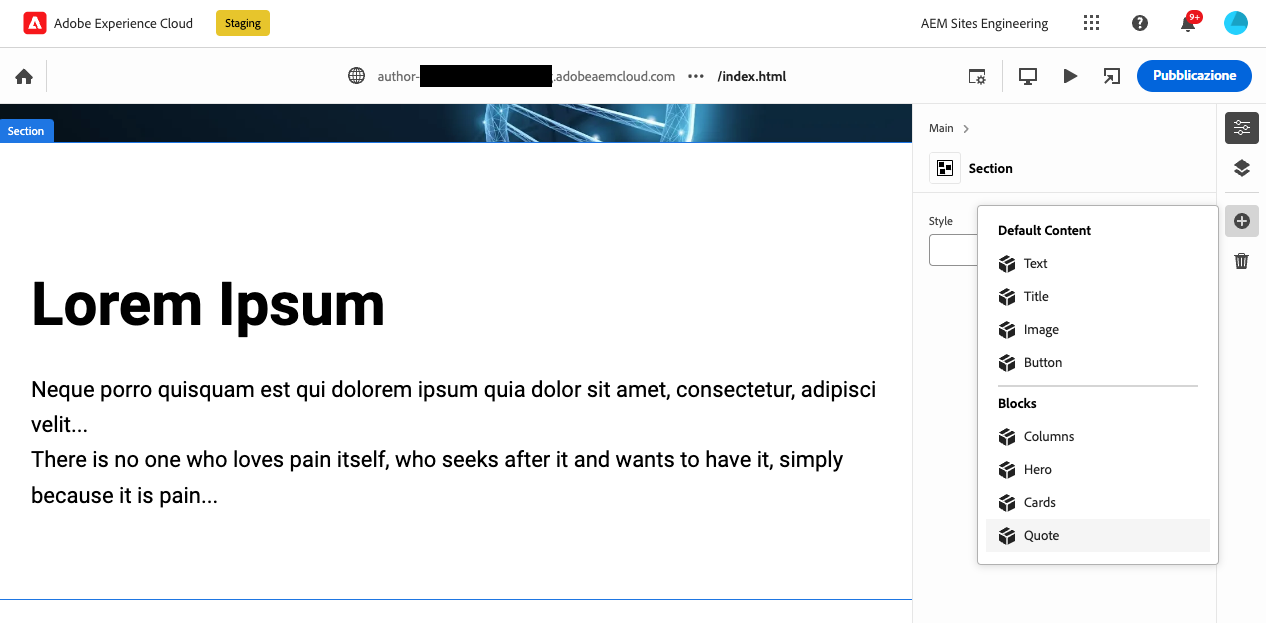 Adobe Experience Cloud
Staging
AEM Sites Engineering
9+
author-
.adobeaemcloud.com
/index.html
Pubblicazione
Section
Main
Section
Style
Default Content
Text
Title
Image
Button
Blocks
Columns
Hero
Cards
Quote
Lorem Ipsum
Neque porro quisquam est qui dolorem ipsum quia dolor sit amet, consectetur, adipisci
velit...
There is no one who loves pain itself, who seeks after it and wants to have it, simply
because it is pain...